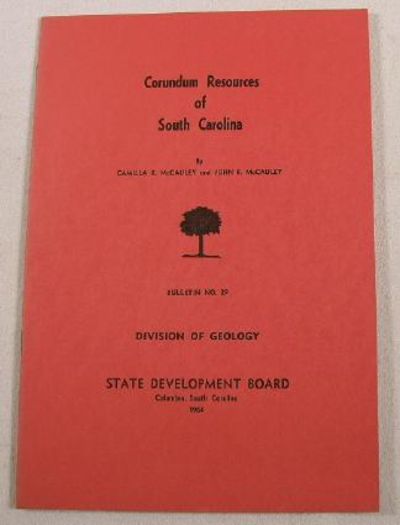 Corundum Resources
of
South Carolina
By
CAMILLA K. McCAULEY and JOHN F. McCAULEY
BULLETIN NO. 29
DIVISION OF GEOLOGY
STATE DEVELOPMENT BOARD
Columbia, South Carolina
1964